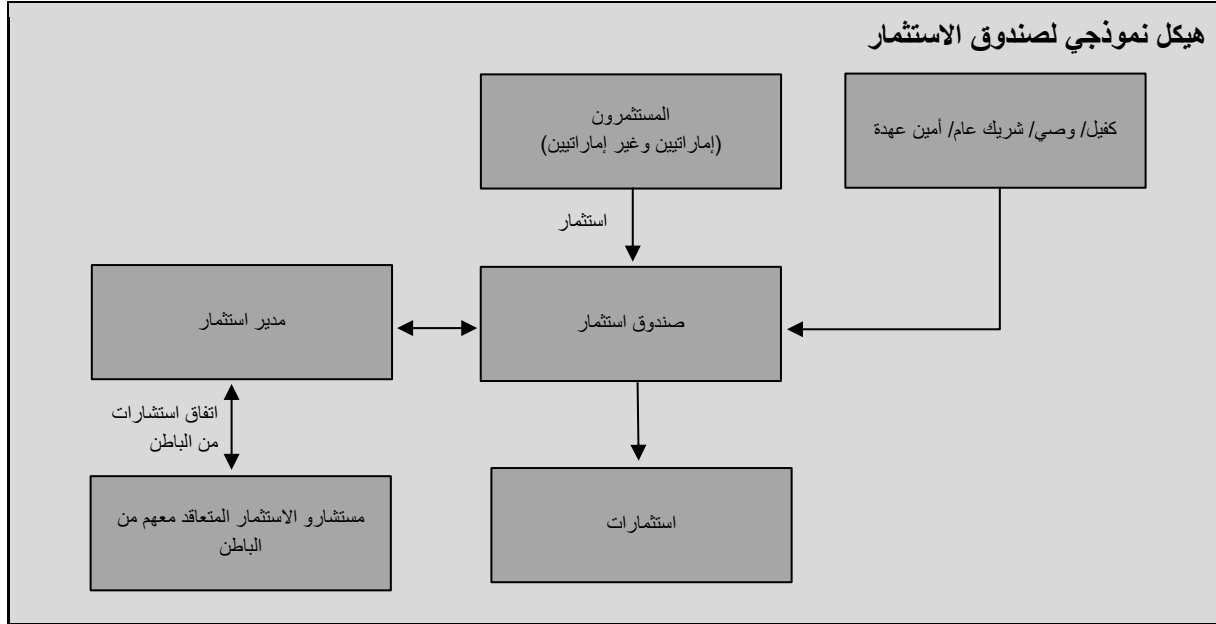 هيكل نموذجي لصندوق الاستثمار
كفيل/ وصي/ شريك عام/ أمين عهدة
المستثمرون
(إماراتيين وغير إماراتيين)
استثمار
صندوق استثمار
مدير استثمار
اتفاق استشارات
من الباطن
استثمارات
مستشارو الاستثمار المتعاقد معهم من
الباطن